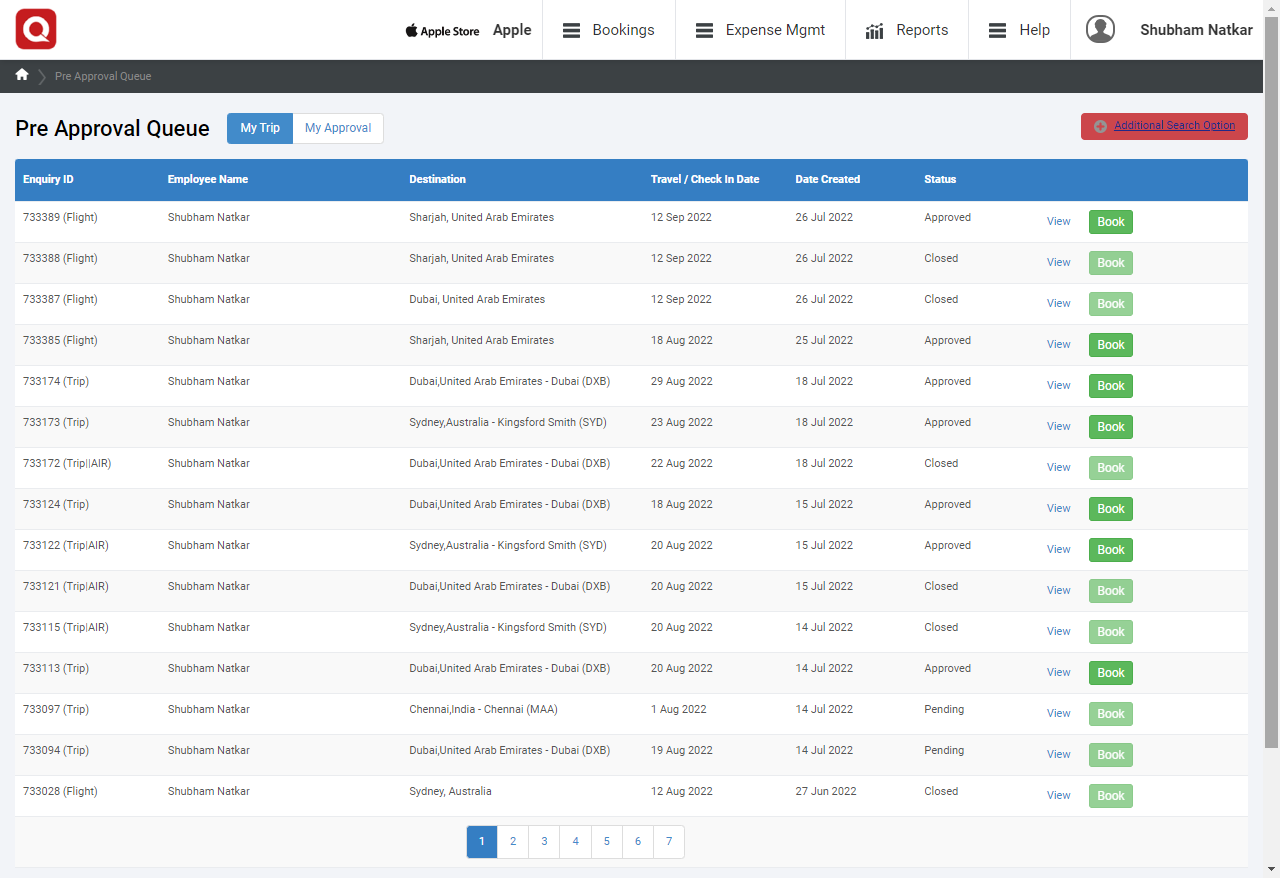 Apple Store Apple Bookings Expense Mgmt Reports Help Shubham Natkar
Pre Approval Queue
Pre Approval Queue My Trip My Approval Additional Search Option
Enquiry ID Employee Name Destination Travel / Check In Date Date Created Status
733389 (Flight) Shubham Natkar Sharjah, United Arab Emirates 12 Sep 2022 26 Jul 2022 Approved View Book
733388 (Flight) Shubham Natkar Sharjah, United Arab Emirates 12 Sep 2022 26 Jul 2022 Closed View Book
733387 (Flight) Shubham Natkar Dubai, United Arab Emirates 12 Sep 2022 26 Jul 2022 Closed View Book
733385 (Flight) Shubham Natkar Sharjah, United Arab Emirates 18 Aug 2022 25 Jul 2022 Approved View Book
733174 (Trip) Shubham Natkar Dubai,United Arab Emirates - Dubai (DXB) 29 Aug 2022 18 Jul 2022 Approved View Book
733173 (Trip) Shubham Natkar Sydney,Australia - Kingsford Smith (SYD) 23 Aug 2022 18 Jul 2022 Approved View Book
733172 (Trip||AIR) Shubham Natkar Dubai,United Arab Emirates - Dubai (DXB) 22 Aug 2022 18 Jul 2022 Closed View Book
733124 (Trip) Shubham Natkar Dubai,United Arab Emirates - Dubai (DXB) 18 Aug 2022 15 Jul 2022 Approved View Book
733122 (Trip|AIR) Shubham Natkar Sydney,Australia - Kingsford Smith (SYD) 20 Aug 2022 15 Jul 2022 Approved View Book
733121 (Trip|AIR) Shubham Natkar Dubai,United Arab Emirates - Dubai (DXB) 20 Aug 2022 15 Jul 2022 Closed View Book
733115 (Trip|AIR) Shubham Natkar Sydney,Australia - Kingsford Smith (SYD) 20 Aug 2022 14 Jul 2022 Closed View Book
733113 (Trip) Shubham Natkar Dubai,United Arab Emirates - Dubai (DXB) 20 Aug 2022 14 Jul 2022 Approved View Book
733097 (Trip) Shubham Natkar Chennai,India - Chennai (MAA) 1 Aug 2022 14 Jul 2022 Pending View Book
733094 (Trip) Shubham Natkar Dubai,United Arab Emirates - Dubai (DXB) 19 Aug 2022 14 Jul 2022 Pending View Book
733028 (Flight) Shubham Natkar Sydney, Australia 12 Aug 2022 27 Jun 2022 Closed View Book
1 2 3 4 5 6 7